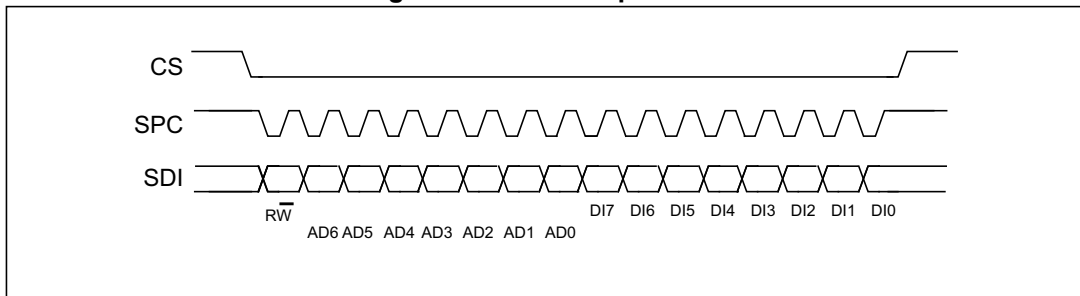 CS
SPC
SDI
RW
DI7 DI6 DI5 DI4 DI3 DI2 DI1 DI0
AD6 AD5 AD4 AD3 AD2 AD1 AD0